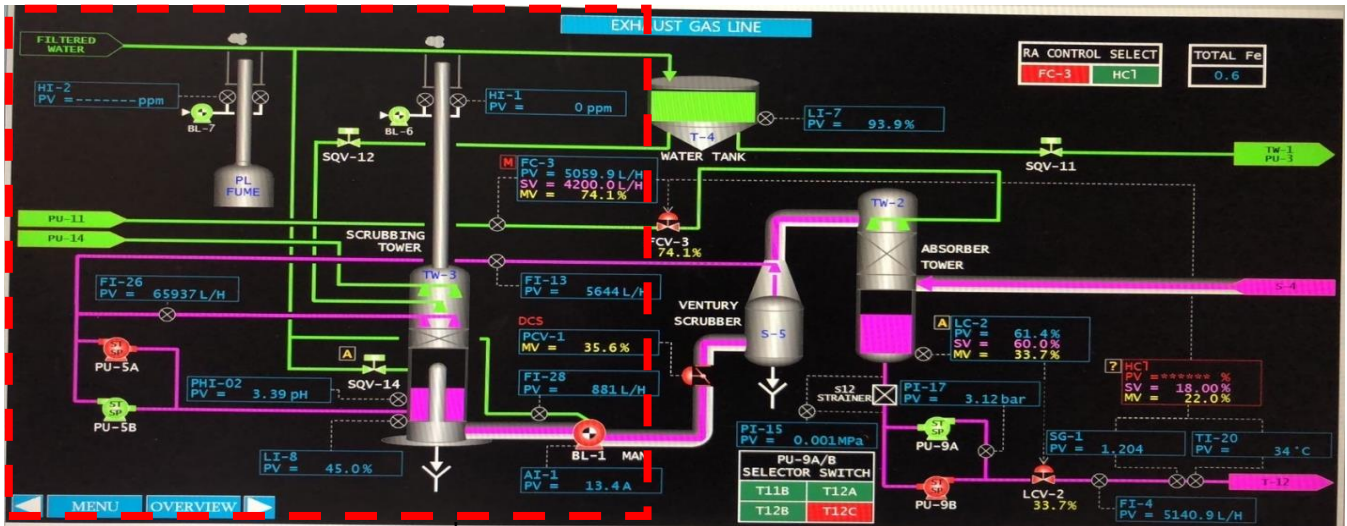 EXHAUST GAS LINE
FILTERED
WATER
RA CONTROL SELECT
FC-3 HCl
TOTAL Fe
0.6
HI-2
PV =------- ppm
BL-7
HI-1
PV = 0 ppm
BL-6
LI-7
PV = 93.9%
T-4
WATER TANK
SQV-12
SQV-11
TW-1
PU-3
PL
FUME
M FC-3
PV = 5059.9 L/H
SV = 4200.0 L/H
MV = 74.1%
PU-11
PU-14
SCRUBBING
TOWER
FCV-3
74.1%
TW-2
ABSORBER
TOWER
TW-3
FI-26
PV = 65937 L/H
FI-13
PV = 5644 L/H
S-4
VENTURY
SCRUBBER
S-5
DCS
PCV-1
MV = 35.6%
A LC-2
PV = 61.4%
SV = 60.0%
MV = 33.7%
PU-5A
A
SQV-14
PHI-02
PV = 3.39 pH
FI-28
PV = 881 L/H
? HCl
PV =****** %
SV = 18.00%
MV = 22.0%
S12
STRAINER
PI-17
PV = 3.12 bar
ST
SP
PU-5B
PI-15
PV = 0.001MPa
ST
SP
PU-9A
SG-1
PV = 1.204
TI-20
PV = 34 °C
LI-8
PV = 45.0%
BL-1 MAN
AI-1
PV = 13.4 A
PU-9A/B
SELECTOR SWITCH
T11B T12A
T12B T12C
PU-9B
LCV-2
33.7%
T-12
FI-4
PV = 5140.9 L/H
MENU OVERVIEW